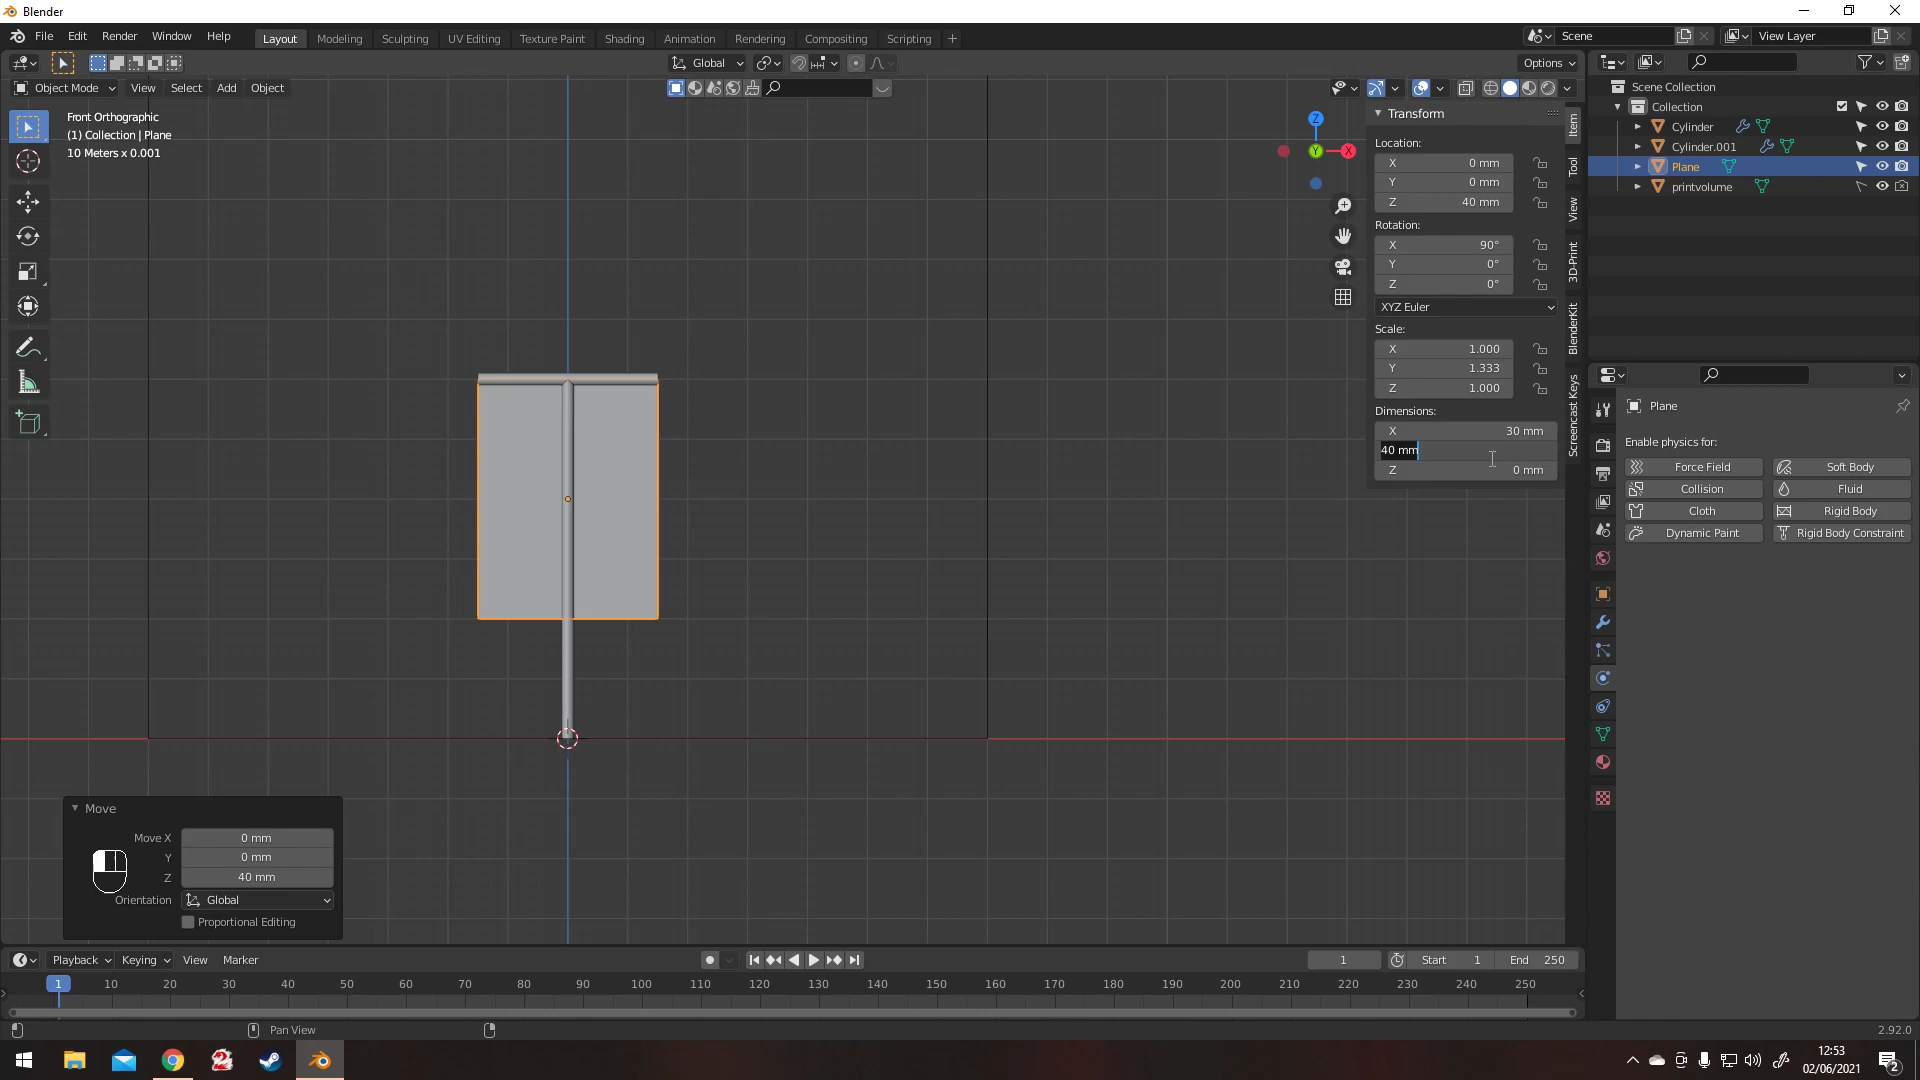 Blender
File Edit Render Window Help
Layout Modeling Sculpting UV Editing Texture Paint Shading Animation Rendering Compositing Scripting +
Scene
View Layer
Global
Options
Object Mode View Select Add Object
Front Orthographic
(1) Collection | Plane
10 Meters x 0.001
Z
Y
X
Transform
Location:
X 0 mm
Y 0 mm
Z 40 mm
Rotation:
X 90°
Y 0°
Z 0°
XYZ Euler
Scale:
X 1.000
Y 1.333
Z 1.000
Dimensions:
X 30 mm
40 mm
Z 0 mm
Item
Tool
View
3D-Print
BlenderKit
Screencast Keys
Scene Collection
Collection
Cylinder
Cylinder.001
Plane
printvolume
Plane
Enable physics for:
Force Field Soft Body
Collision Fluid
Cloth Rigid Body
Dynamic Paint Rigid Body Constraint
Move
Move X 0 mm
Y 0 mm
Z 40 mm
Orientation Global
Proportional Editing
Playback Keying View Marker
1 Start 1 End 250
1 10 20 30 40 50 60 70 80 90 100 110 120 130 140 150 160 170 180 190 200 210 220 230 240 250
Pan View
2.92.0
12:53
02/06/2021
2